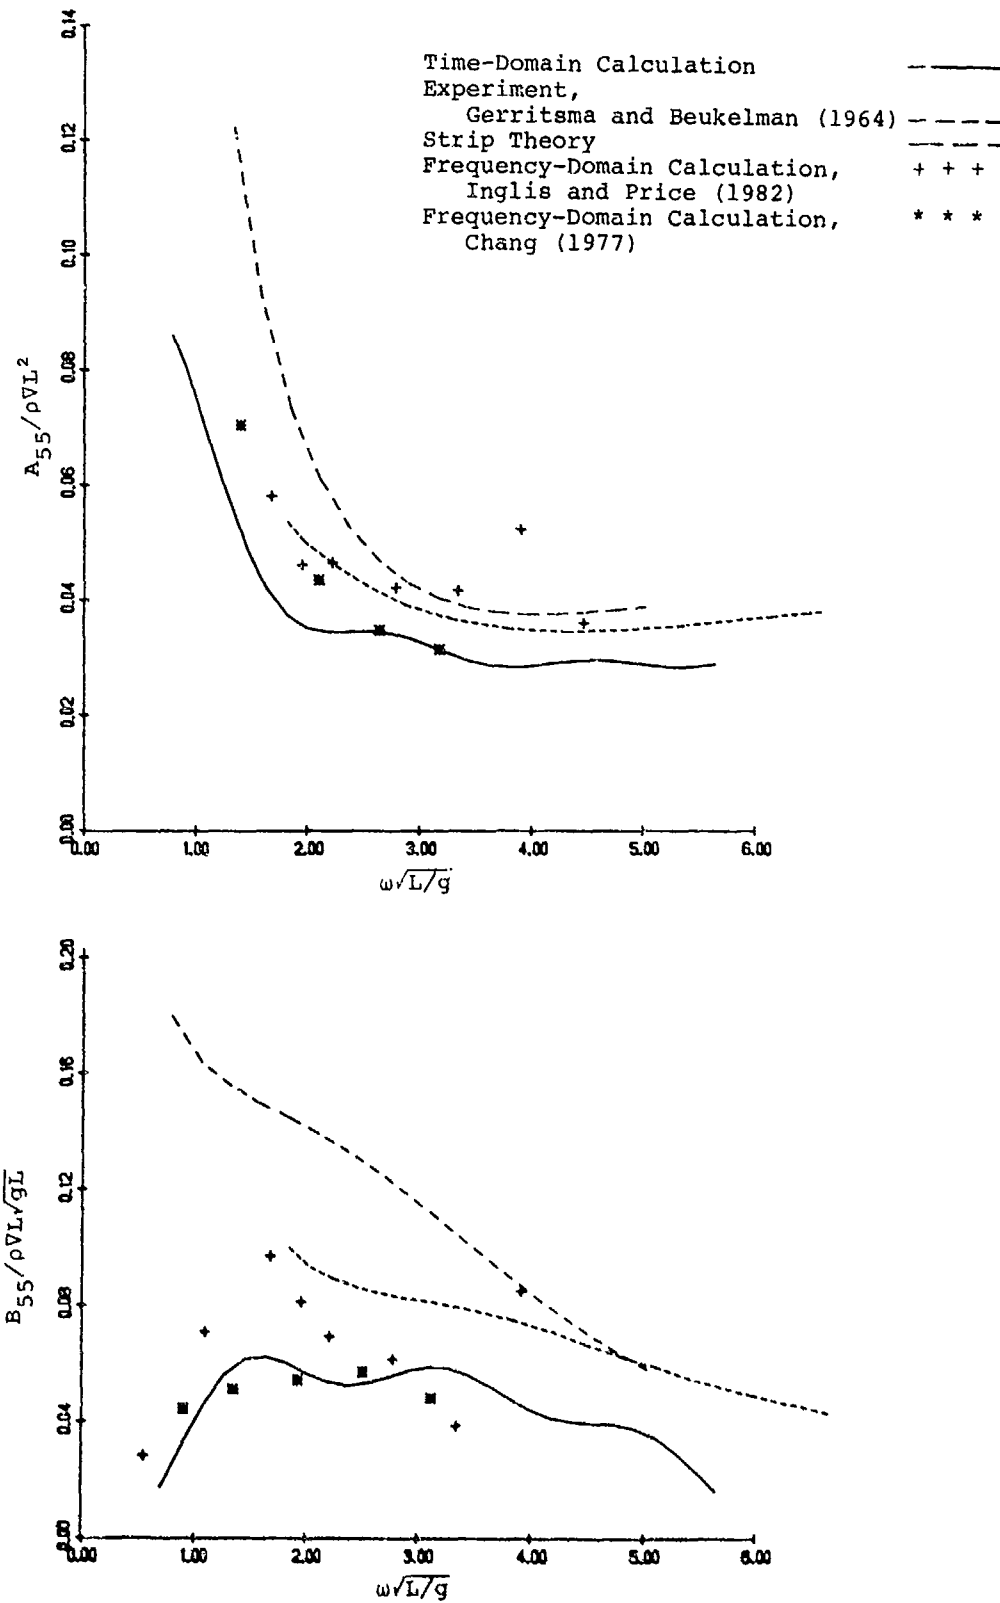 0.14
0.12
0.10
0.08
0.06
0.04
0.02
0.00
A55/ρ∇L²
Time-Domain Calculation
Experiment,
Gerritsma and Beukelman (1964)
Strip Theory
Frequency-Domain Calculation, + + +
Inglis and Price (1982)
Frequency-Domain Calculation, * * *
Chang (1977)
0.00 1.00 2.00 3.00 4.00 5.00 6.00
ω√L/g
0.20
0.16
0.12
0.08
0.04
0.00
B55/ρ∇L√gL
0.00 1.00 2.00 3.00 4.00 5.00 6.00
ω√L/g